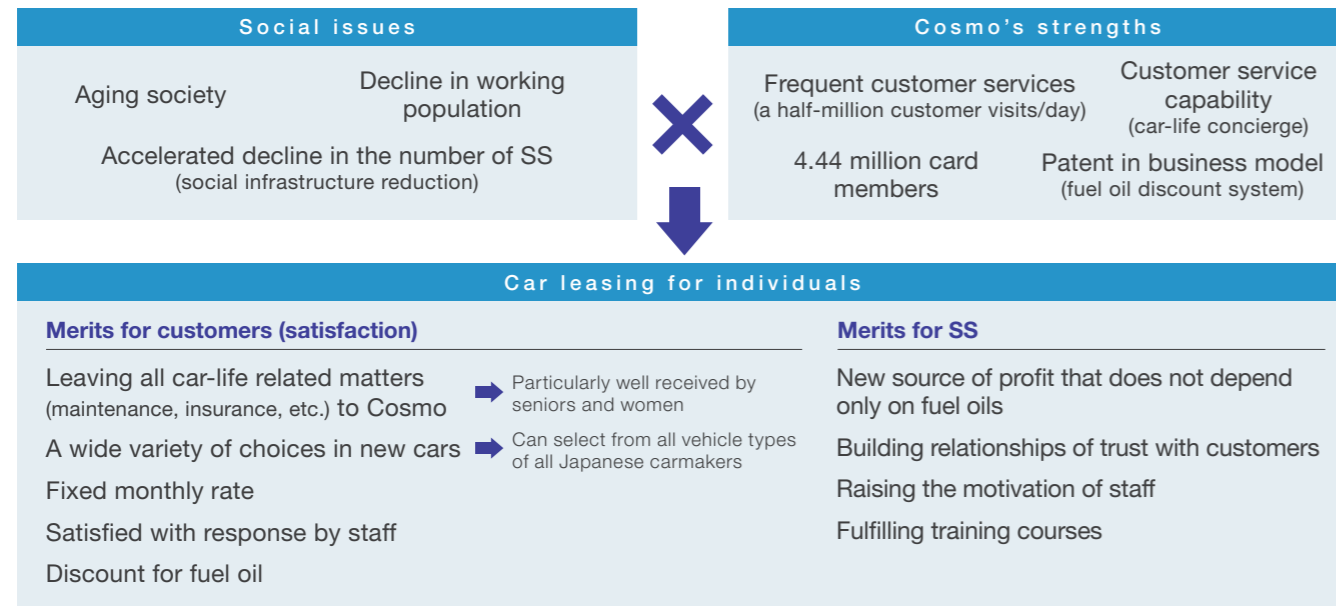 Social issues
Aging society
Decline in working
population
Accelerated decline in the number of SS
(social infrastructure reduction)
Cosmo's strengths
Frequent customer services
(a half-million customer visits/day)
Customer service
capability
(car-life concierge)
4.44 million card
members
Patent in business model
(fuel oil discount system)
Car leasing for individuals
Merits for customers (satisfaction)
Leaving all car-life related matters
(maintenance, insurance, etc.) to Cosmo
Particularly well received by
seniors and women
A wide variety of choices in new cars
Can select from all vehicle types
of all Japanese carmakers
Fixed monthly rate
Satisfied with response by staff
Discount for fuel oil
Merits for SS
New source of profit that does not depend
only on fuel oils
Building relationships of trust with customers
Raising the motivation of staff
Fulfilling training courses